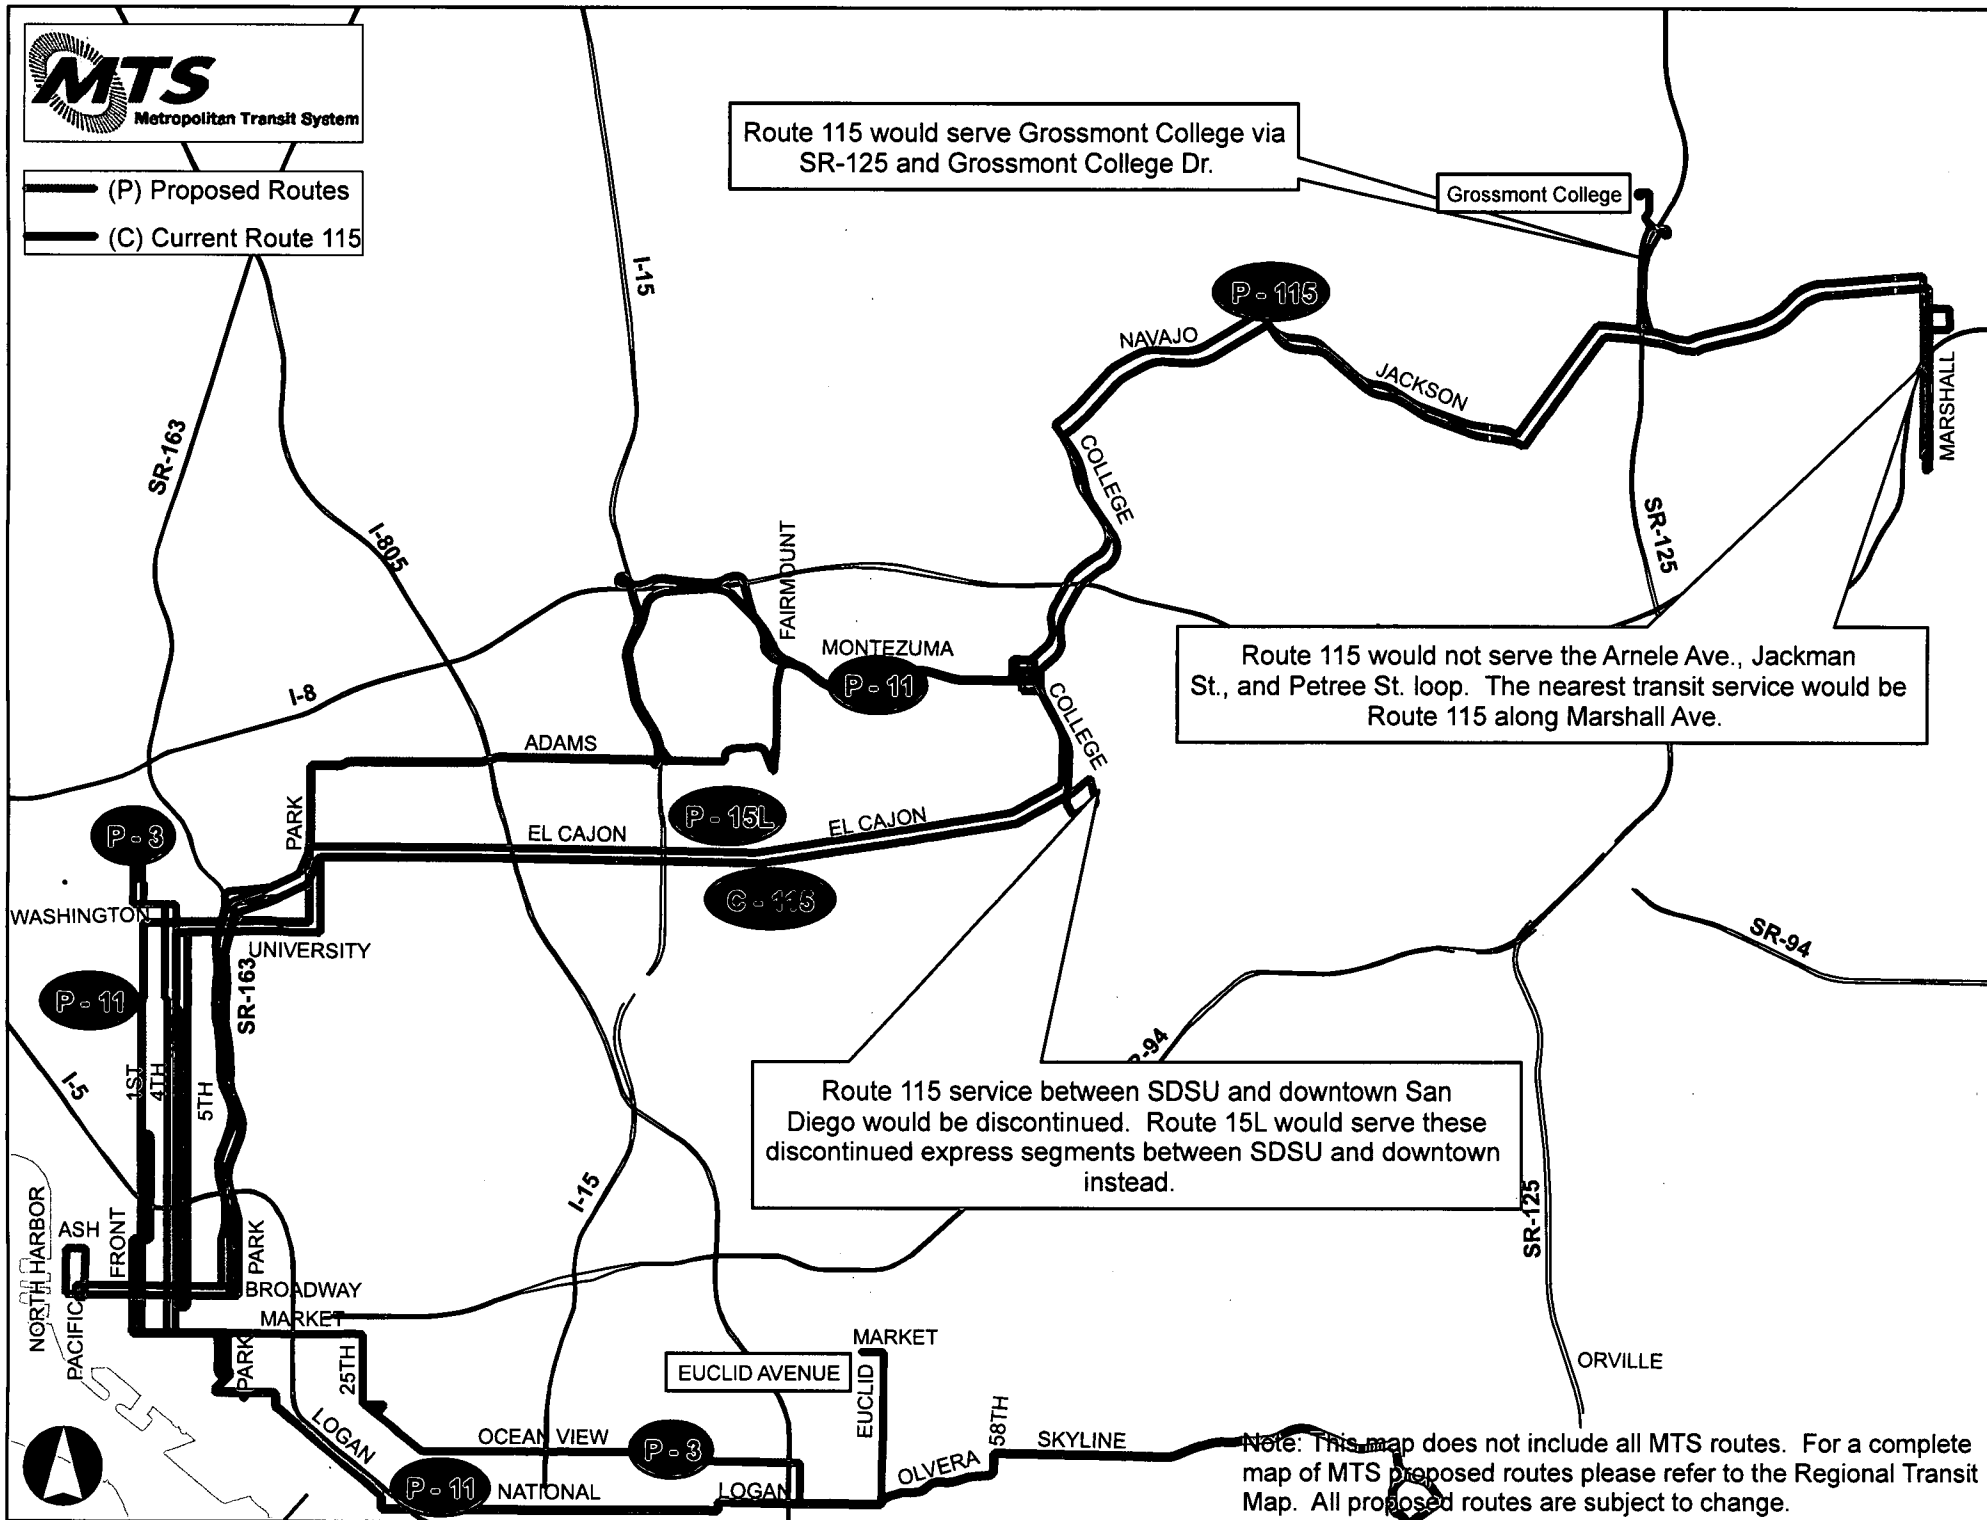 MTS
Metropolitan Transit System
(P) Proposed Routes
(C) Current Route 115
Route 115 would serve Grossmont College via
SR-125 and Grossmont College Dr.
Grossmont College
I-15
P - 115
NAVAJO
JACKSON
MARSHALL
COLLEGE
SR-163
I-805
FAIRMOUNT
SR-125
MONTEZUMA
P - 11
I-8
COLLEGE
Route 115 would not serve the Arnele Ave., Jackman
St., and Petree St. loop. The nearest transit service would be
Route 115 along Marshall Ave.
ADAMS
PARK
P - 3
P - 15L
EL CAJON
EL CAJON
C - 115
WASHINGTON
UNIVERSITY
SR-163
SR-94
P - 11
I-5
1ST
4TH
5TH
-94
Route 115 service between SDSU and downtown San
Diego would be discontinued. Route 15L would serve these
discontinued express segments between SDSU and downtown
instead.
I-15
SR-125
NORTH HARBOR
ASH
FRONT
PARK
BROADWAY
PACIFIC
MARKET
PARK
25TH
MARKET
EUCLID AVENUE
EUCLID
ORVILLE
LOGAN
OCEAN VIEW
P - 3
58TH
SKYLINE
OLVERA
P - 11
NATIONAL
LOGAN
Note: This map does not include all MTS routes. For a complete
map of MTS proposed routes please refer to the Regional Transit
Map. All proposed routes are subject to change.